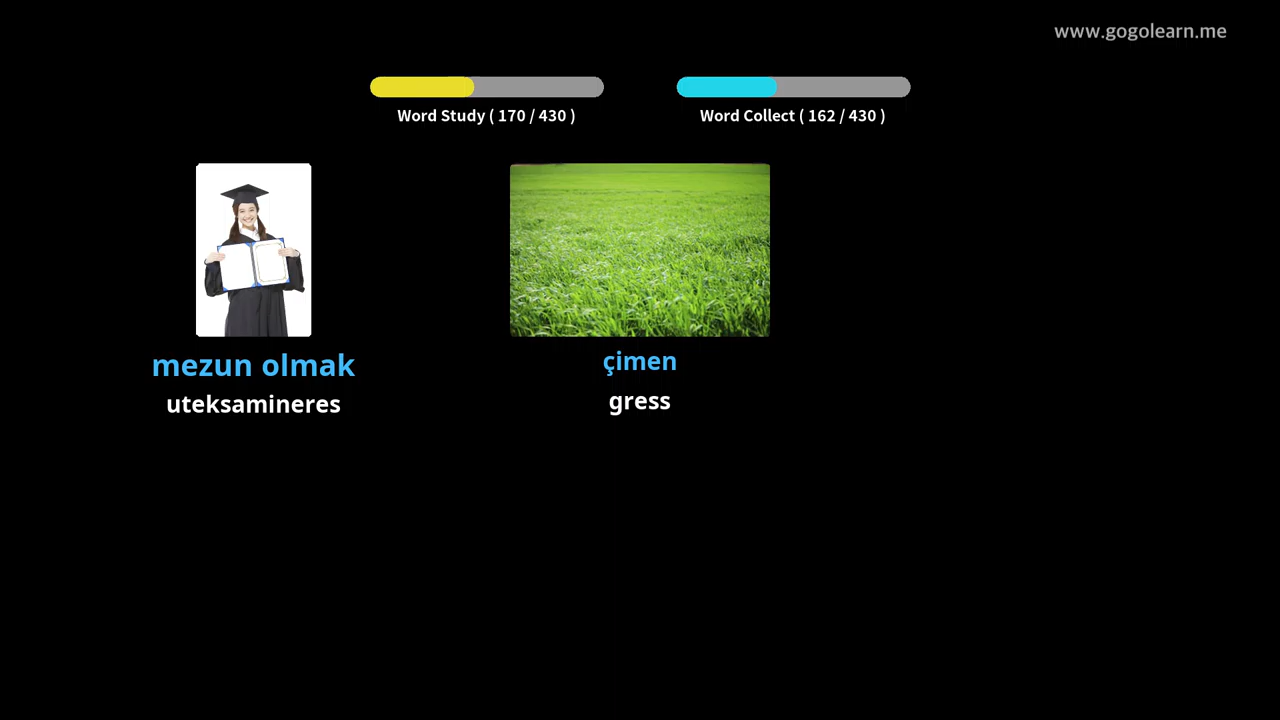 www.gogolearn.me
Word Study ( 170 / 430 )
Word Collect ( 162 / 430 )
mezun olmak
uteksamineres
çimen
gress